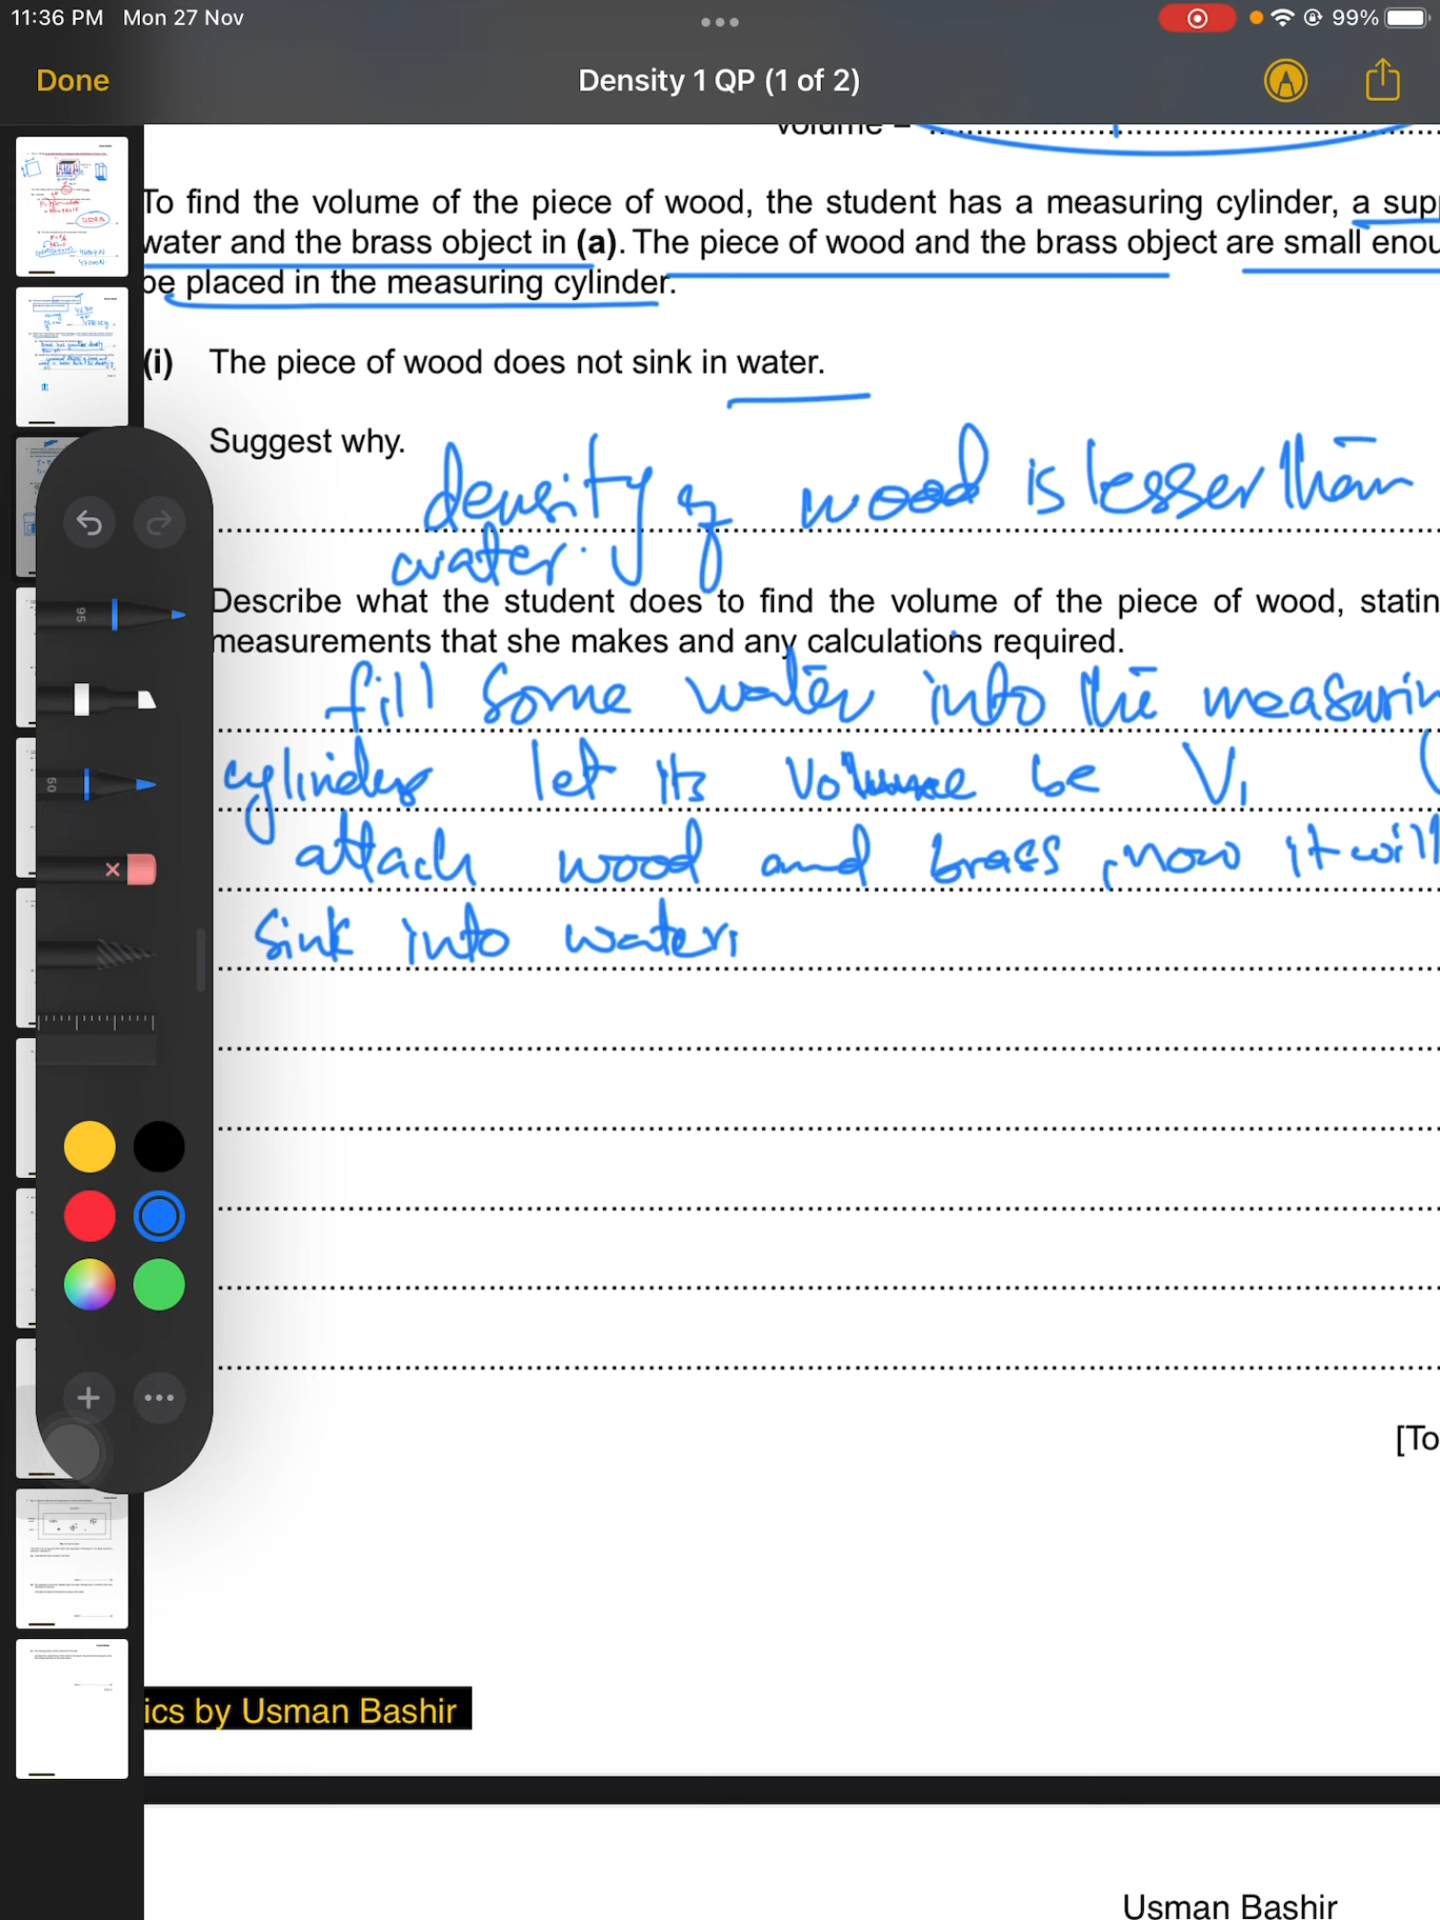 11:36 PM Mon 27 Nov
99%
Done
Density 1 QP (1 of 2)
volume =
To find the volume of the piece of wood, the student has a measuring cylinder, a sup
water and the brass object in (a). The piece of wood and the brass object are small enou
be placed in the measuring cylinder.
(i) The piece of wood does not sink in water.
Suggest why.
density of wood is lesser than
water.
Describe what the student does to find the volume of the piece of wood, statin
measurements that she makes and any calculations required.
fill some water into the measurin
cylinder let its volume be V1 (
attach wood and brass, now it will
sink into water,
95
50
[To
ics by Usman Bashir
Usman Bashir